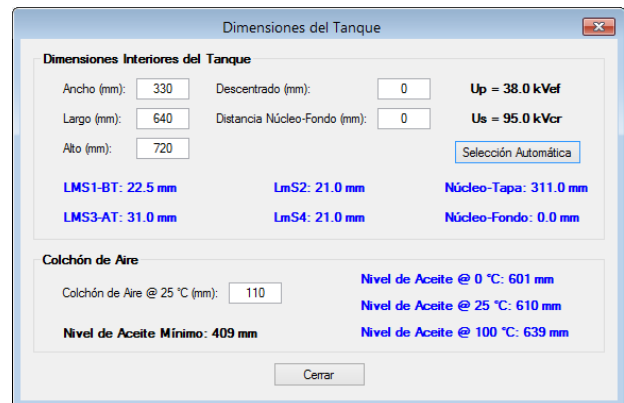 Dimensiones del Tanque
Dimensiones Interiores del Tanque
Ancho (mm): 330 Descentrado (mm): 0 Up = 38.0 kVef
Largo (mm): 640 Distancia Núcleo-Fondo (mm): 0 Us = 95.0 kVcr
Alto (mm): 720 Selección Automática
LMS1-BT: 22.5 mm LmS2: 21.0 mm Núcleo-Tapa: 311.0 mm
LMS3-AT: 31.0 mm LmS4: 21.0 mm Núcleo-Fondo: 0.0 mm
Colchón de Aire
Nivel de Aceite @ 0 °C: 601 mm
Colchón de Aire @ 25 °C (mm): 110
Nivel de Aceite @ 25 °C: 610 mm
Nivel de Aceite Mínimo: 409 mm Nivel de Aceite @ 100 °C: 639 mm
Cerrar